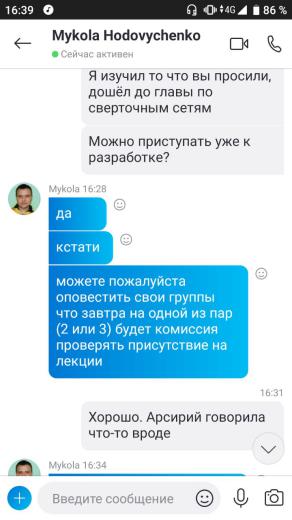 16:39 4G 86 %
Mykola Hodovychenko
Сейчас активен
Я изучил то что вы просили,
дошёл до главы по
сверточным сетям
Можно приступать уже к
разработке?
Mykola 16:28
да
кстати
можете пожалуйста
оповестить свои группы
что завтра на одной из пар
(2 или 3) будет комиссия
проверять присутствие на
лекции
16:31
Хорошо. Арсирий говорила
что-то вроде
Mykola 16:34
Введите сообщение